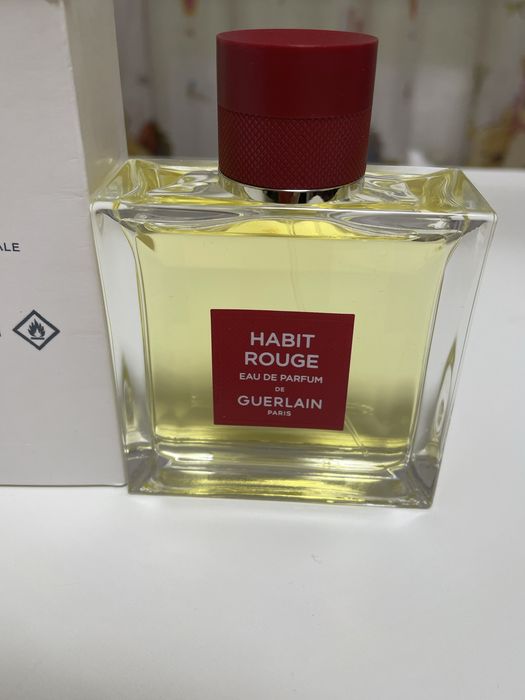 ALE
HABIT
ROUGE
EAU DE PARFUM
DE
GUERLAIN
PARIS